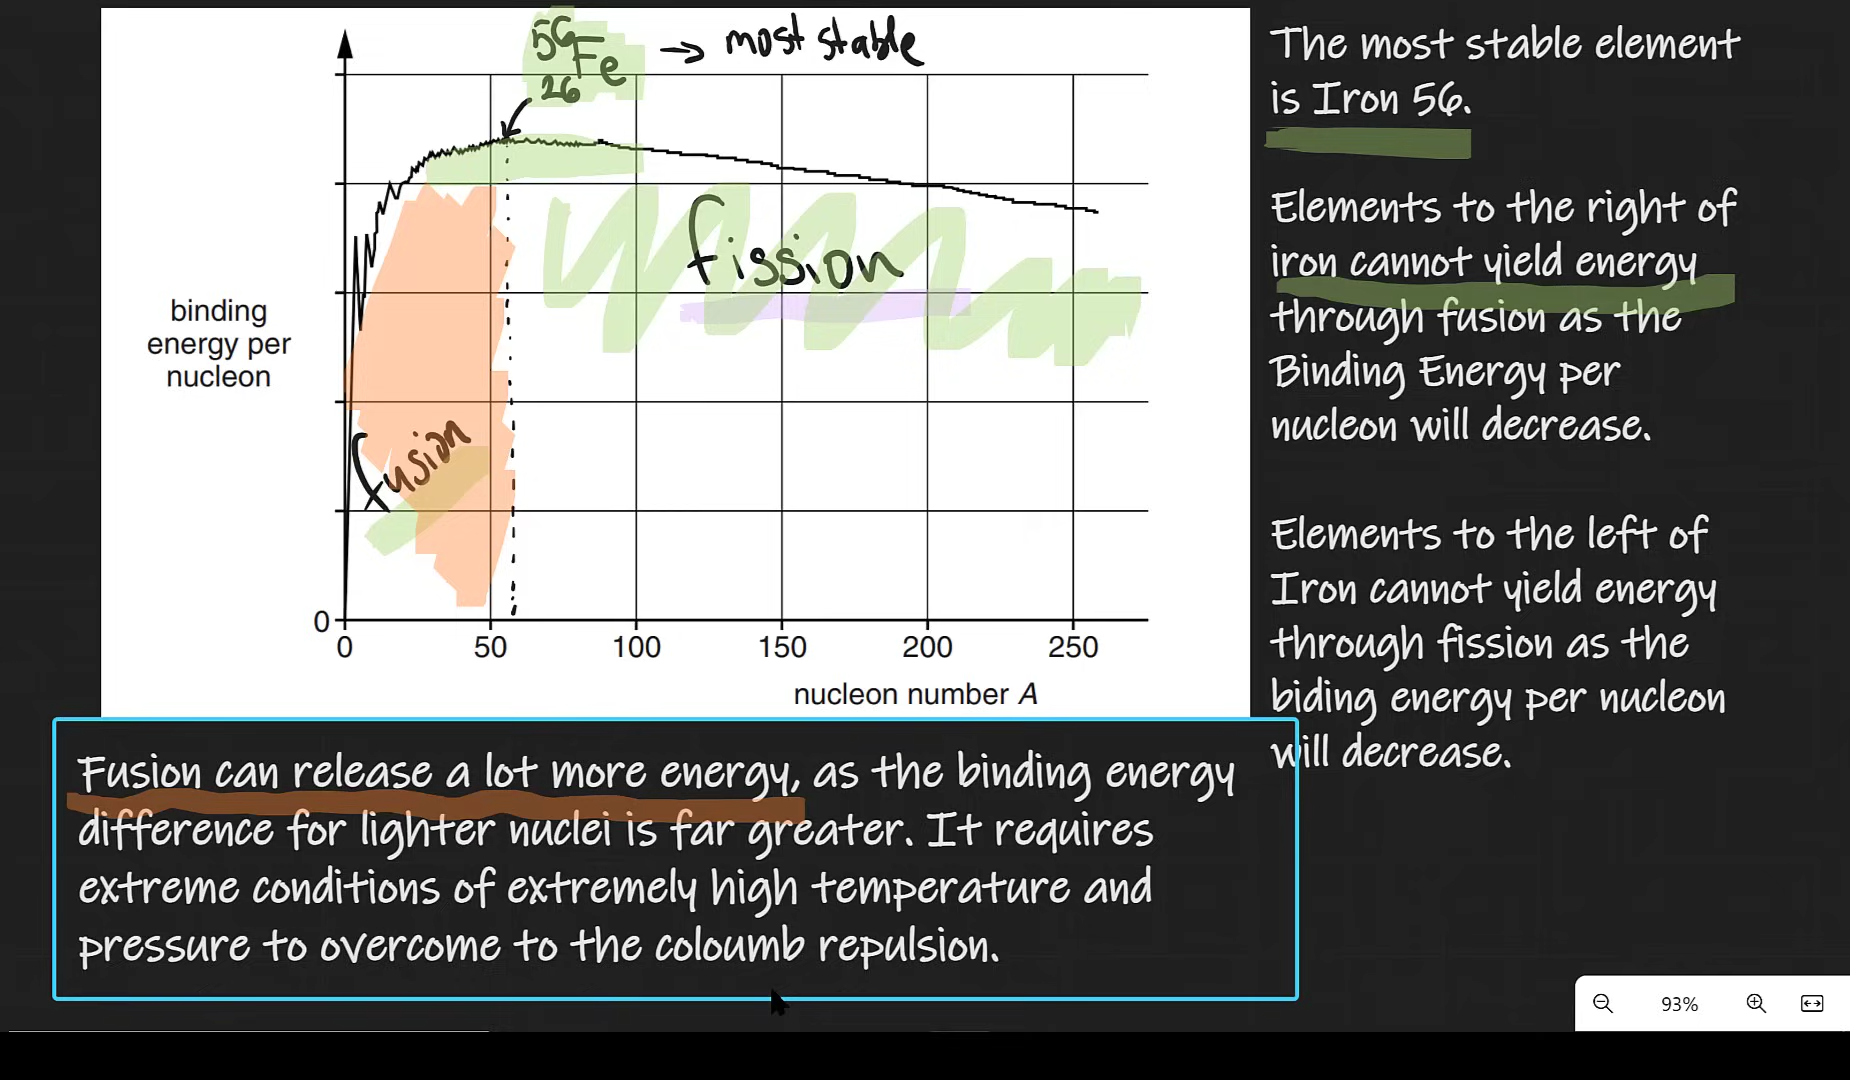 56
Fe → most stable
26
The most stable element
is Iron 56.
Elements to the right of
iron cannot yield energy
through fusion as the
Binding Energy per
nucleon will decrease.
Elements to the left of
Iron cannot yield energy
through fission as the
biding energy per nucleon
will decrease.
fission
binding
energy per
nucleon
fusion
0
0 50 100 150 200 250
nucleon number A
Fusion can release a lot more energy, as the binding energy
difference for lighter nuclei is far greater. It requires
extreme conditions of extremely high temperature and
pressure to overcome to the coloumb repulsion.
93%